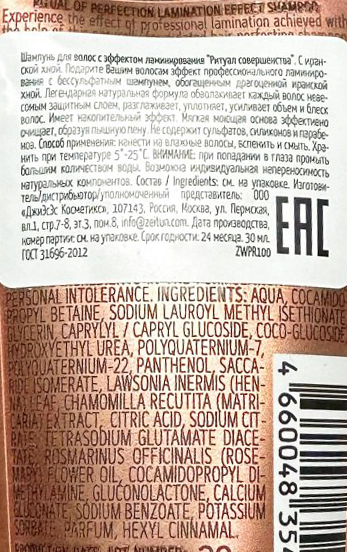 RITUAL OF PERFECTION LAMINATION EFFECT SHAMPOO
Experience the effect of professional lamination achieved with
the help of
Шампунь для волос с эффектом ламинирования "Ритуал совершенства". С иран-
ской хной. Подарите Вашим волосам эффект профессионального ламиниро-
вания с бессульфатным шампунем, обогащенным драгоценной иранской
хной. Легендарная натуральная формула обволакивает каждый волос неве-
сомым защитным слоем, разглаживает, уплотняет, усиливает объем и блеск
волос. Имеет накопительный эффект. Мягкая моющая основа эффективно
очищает, образуя пышную пену. Не содержит сульфатов, силиконов и парабе-
нов. Способ применения: нанести на влажные волосы, вспенить и смыть. Хра-
нить при температуре 5°-25°С. ВНИМАНИЕ: при попадании в глаза промыть
большим количеством воды. Возможна индивидуальная непереносимость
натуральных компонентов. Состав / Ingredients: см. на упаковке. Изготови-
тель/дистрибьютор/уполномоченный представитель: ООО
«ДжиЭсЭс Косметикс», 107143, Россия, Москва, ул. Пермская,
вл.1, стр.7-8, эт.3, пом.8, info@zeitun.com. Дата производства,
номер партии: см. на упаковке. Срок годности: 24 месяца. 30 мл.
ГОСТ 31696-2012 ZWPR100
EAC
PERSONAL INTOLERANCE. INGREDIENTS: AQUA, COCAMIDO-
PROPYL BETAINE, SODIUM LAUROYL METHYL ISETHIONATE,
GLYCERIN, CAPRYLYL / CAPRYL GLUCOSIDE, COCO-GLUCOSIDE,
HYDROXYETHYL UREA, POLYQUATERNIUM-7,
POLYQUATERNIUM-22, PANTHENOL, SACCA-
RIDE ISOMERATE, LAWSONIA INERMIS (HEN-
NA) LEAF, CHAMOMILLA RECUTITA (MATRI-
CARIA) EXTRACT, CITRIC ACID, SODIUM CIT-
RATE, TETRASODIUM GLUTAMATE DIACE-
TATE, ROSMARINUS OFFICINALIS (ROSE-
MARY) FLOWER OIL, COCAMIDOPROPYL DI-
METHYLAMINE, GLUCONOLACTONE, CALCIUM
GLUCONATE, SODIUM BENZOATE, POTASSIUM
SORBATE, PARFUM, HEXYL CINNAMAL.
4 660048 35